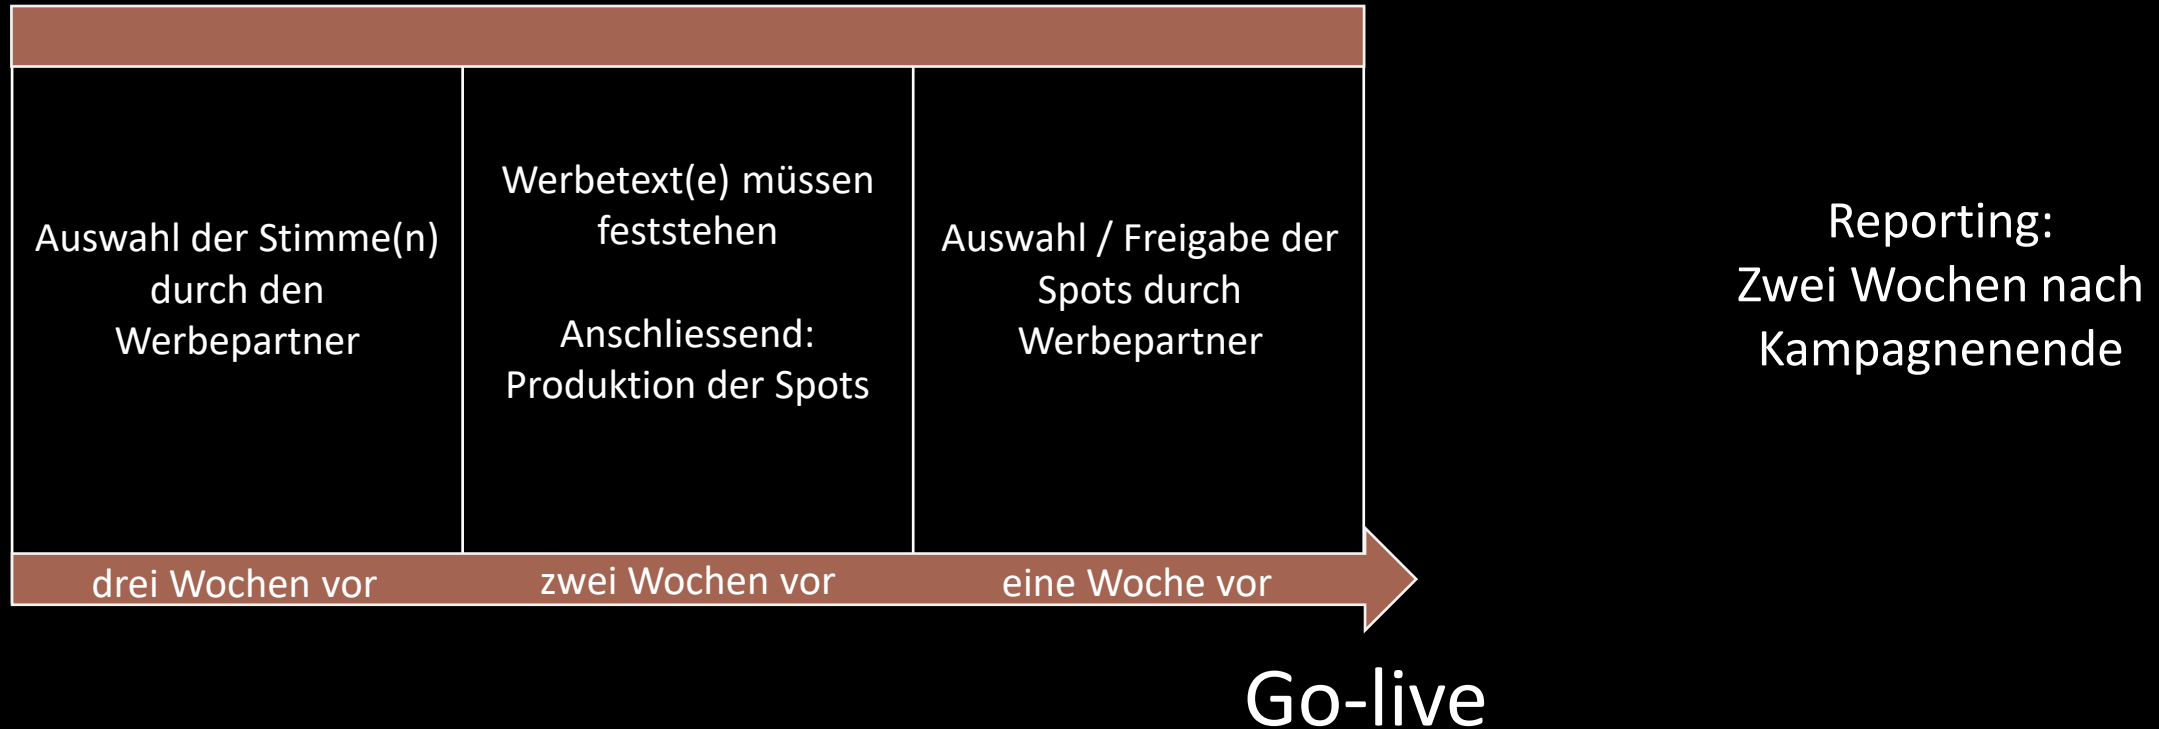 Auswahl der Stimme(n)
durch den
Werbepartner
Werbetext(e) müssen
feststehen
Anschliessend:
Produktion der Spots
Auswahl / Freigabe der
Spots durch
Werbepartner
Reporting:
Zwei Wochen nach
Kampagnenende
drei Wochen vor
zwei Wochen vor
eine Woche vor
Go-live